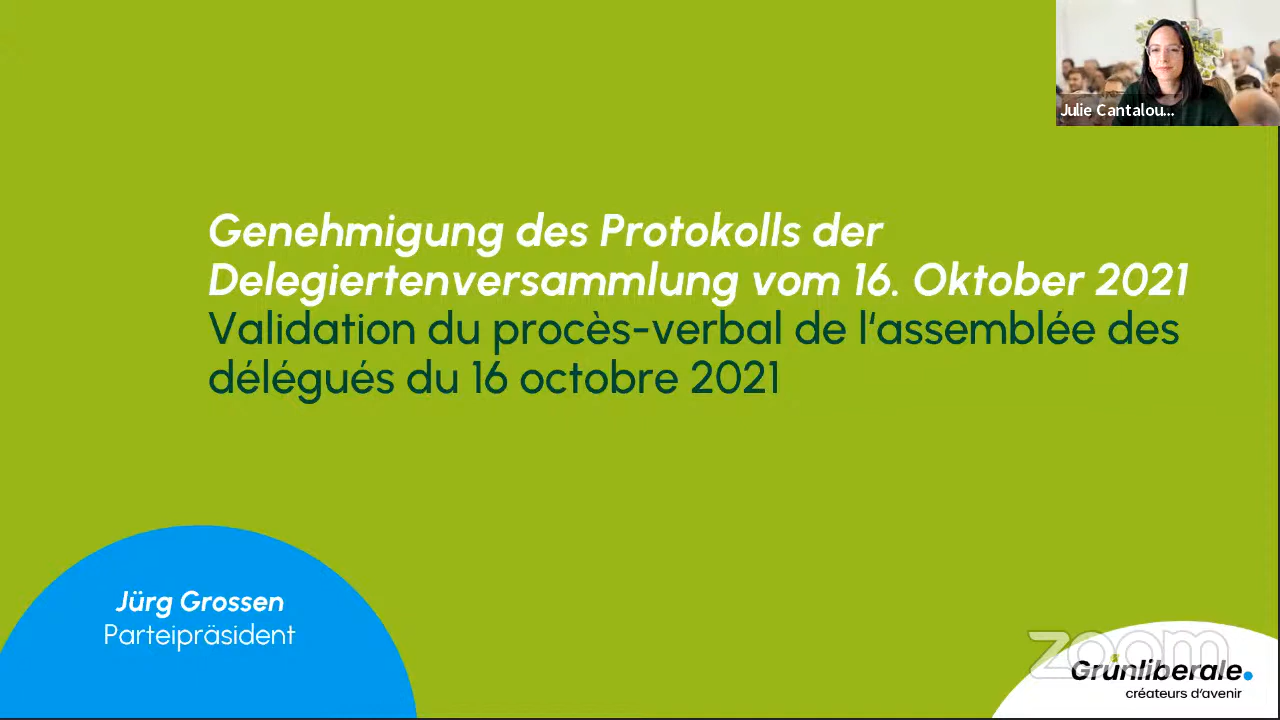 Julie Cantalou...
Genehmigung des Protokolls der
Delegiertenversammlung vom 16. Oktober 2021
Validation du procès-verbal de l‘assemblée des
délégués du 16 octobre 2021
Jürg Grossen
Parteipräsident
zoom
Grünliberale.
créateurs d‘avenir